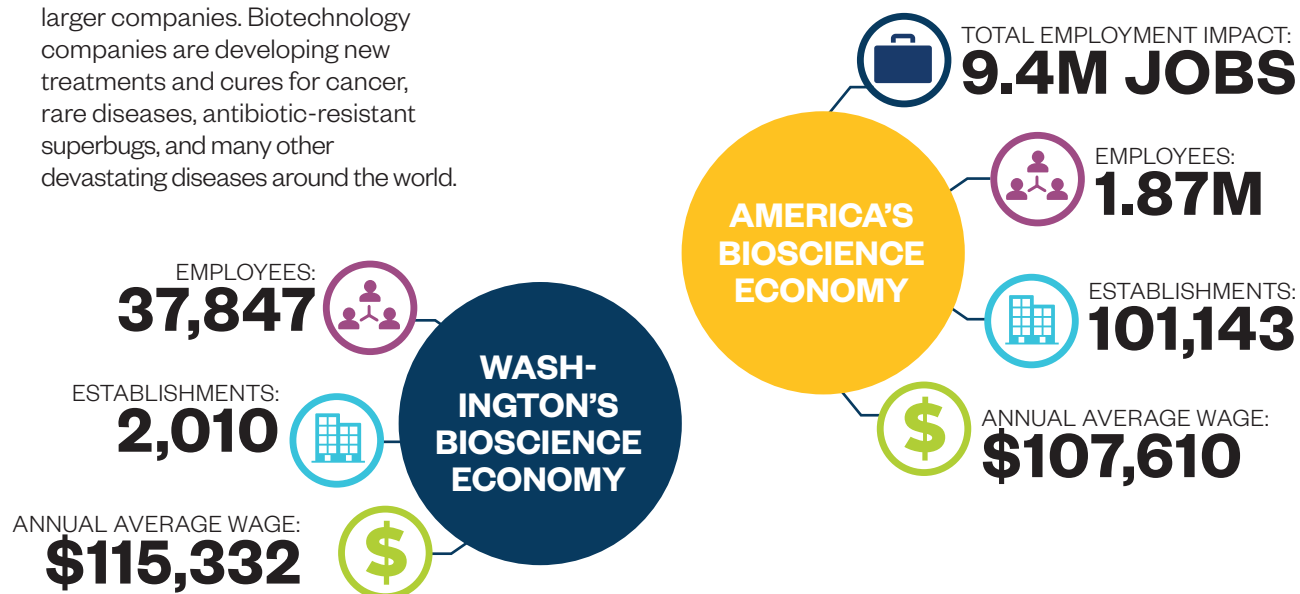 larger companies. Biotechnology
companies are developing new
treatments and cures for cancer,
rare diseases, antibiotic-resistant
superbugs, and many other
devastating diseases around the world.
EMPLOYEES:
37,847
ESTABLISHMENTS:
2,010
ANNUAL AVERAGE WAGE:
$115,332
WASH-
INGTON'S
BIOSCIENCE
ECONOMY
AMERICA'S
BIOSCIENCE
ECONOMY
TOTAL EMPLOYMENT IMPACT:
9.4M JOBS
EMPLOYEES:
1.87M
ESTABLISHMENTS:
101,143
$
ANNUAL AVERAGE WAGE:
$107,610
$